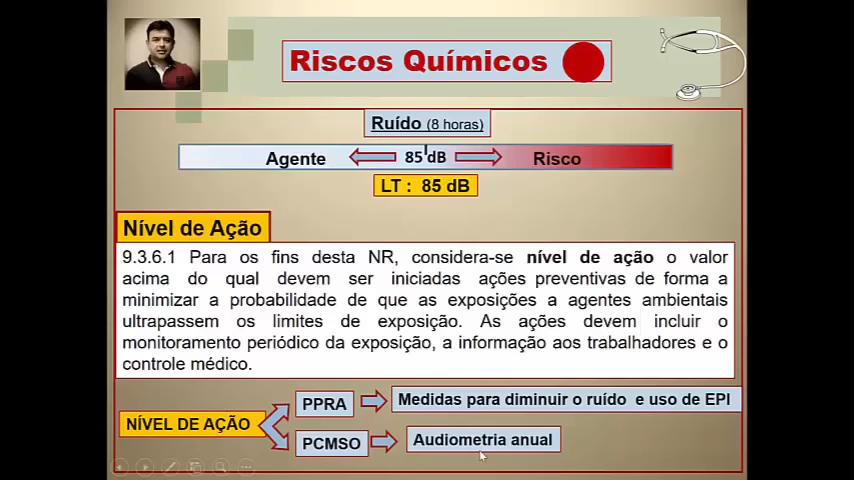 Riscos Químicos
Ruído (8 horas)
Agente 85 dB Risco
LT : 85 dB
Nível de Ação
9.3.6.1 Para os fins desta NR, considera-se nível de ação o valor
acima do qual devem ser iniciadas ações preventivas de forma a
minimizar a probabilidade de que as exposições a agentes ambientais
ultrapassem os limites de exposição. As ações devem incluir o
monitoramento periódico da exposição, a informação aos trabalhadores e o
controle médico.
PPRA Medidas para diminuir o ruído e uso de EPI
NÍVEL DE AÇÃO
PCMSO Audiometria anual